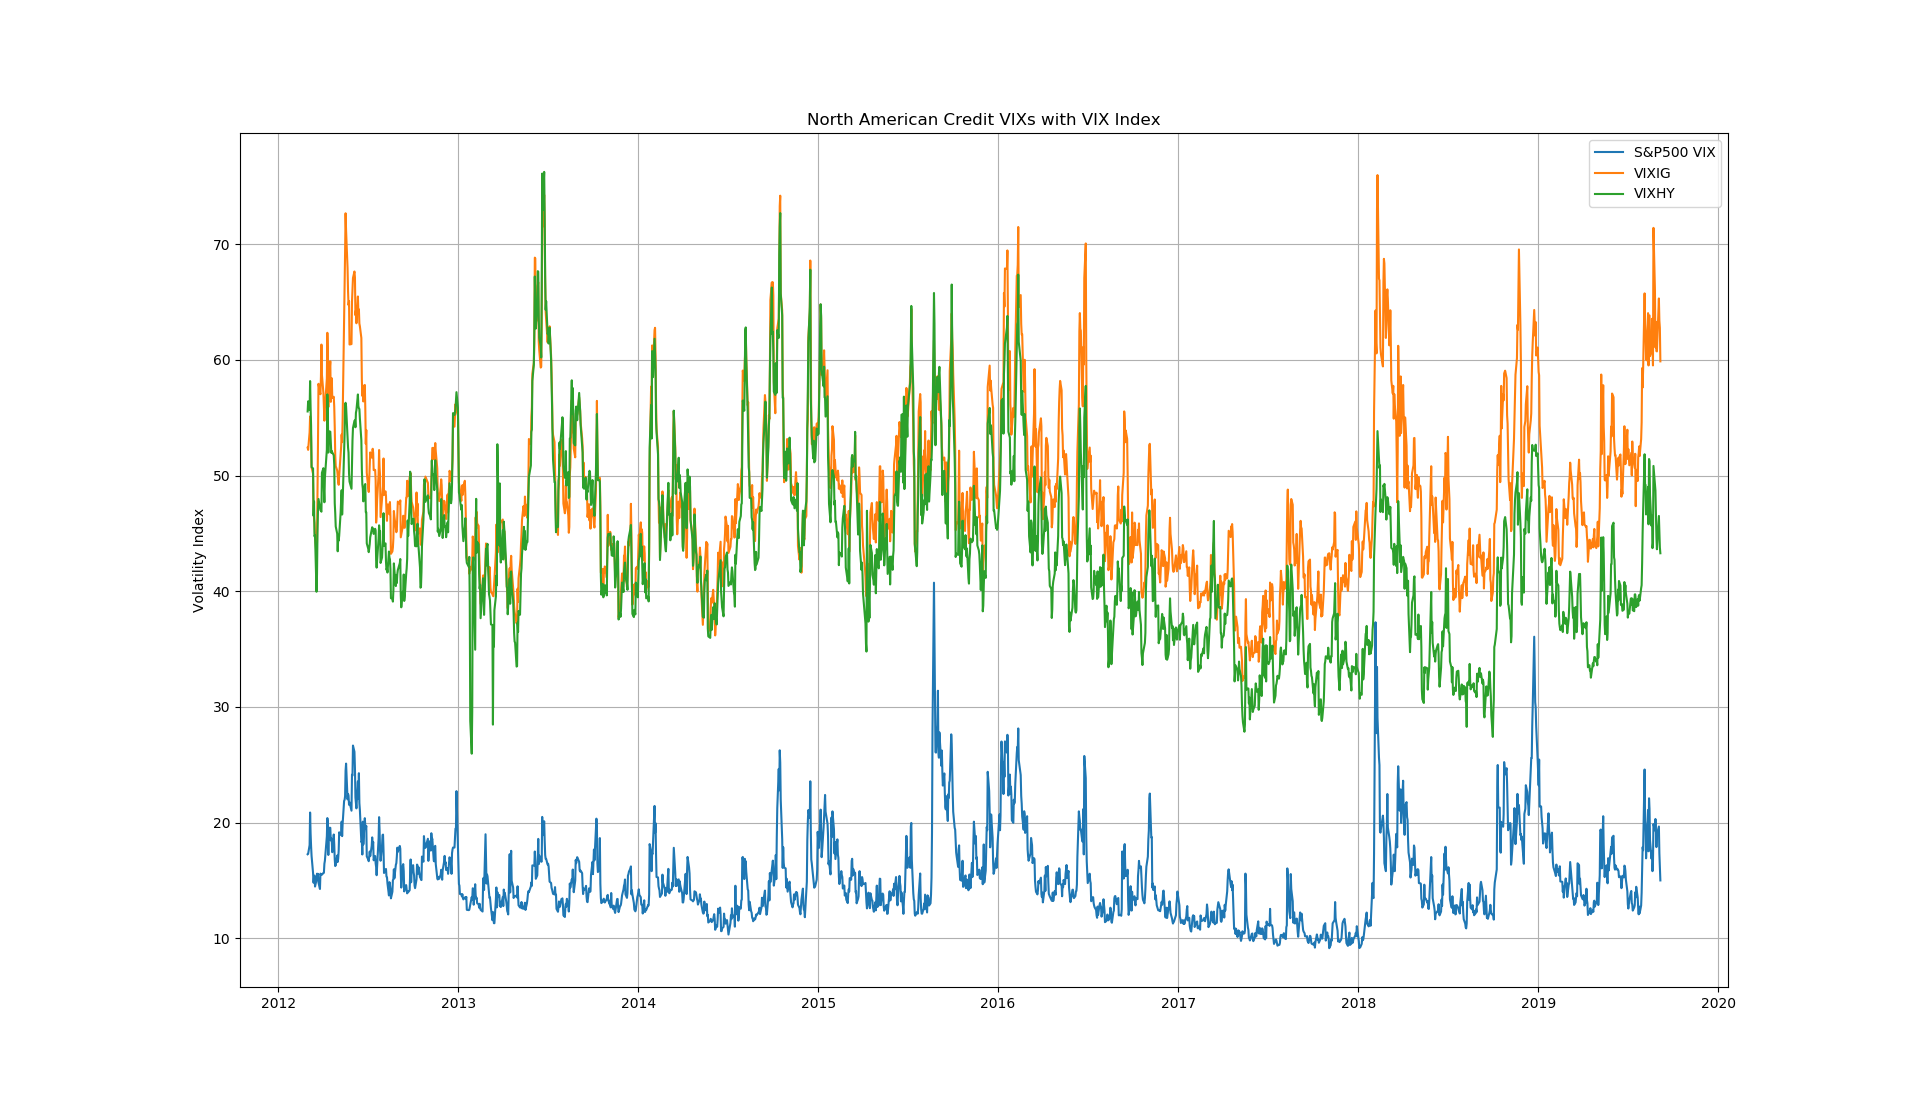 North American Credit VIXs with VIX Index
S&P500 VIX
VIXIG
VIXHY
Volatility Index
70
60
50
40
30
20
10
2012 2013 2014 2015 2016 2017 2018 2019 2020